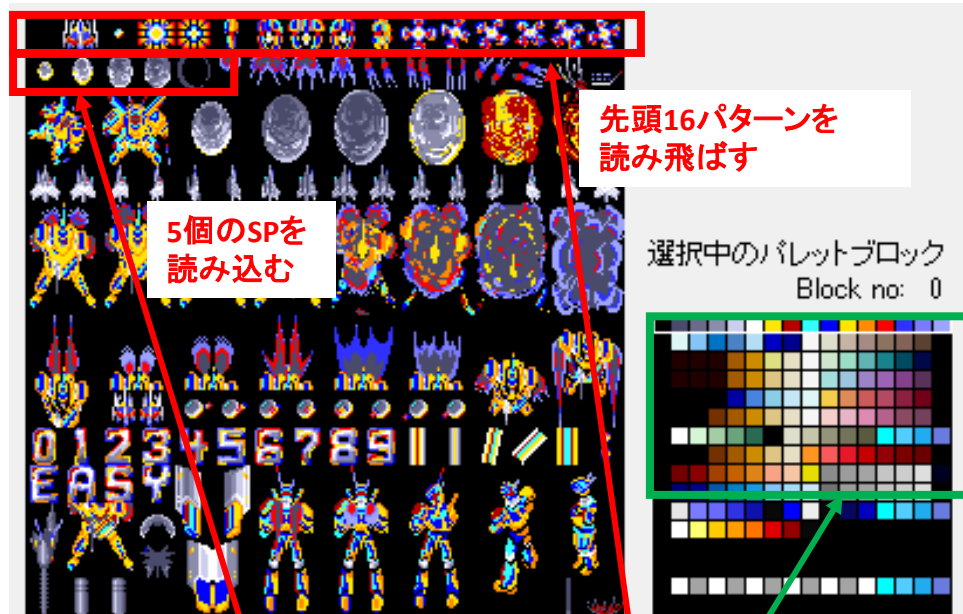 先頭16パターンを
読み飛ばす
5個のSPを
読み込む
選択中のパレットブロック
Block no: 0
0123456789
EASY